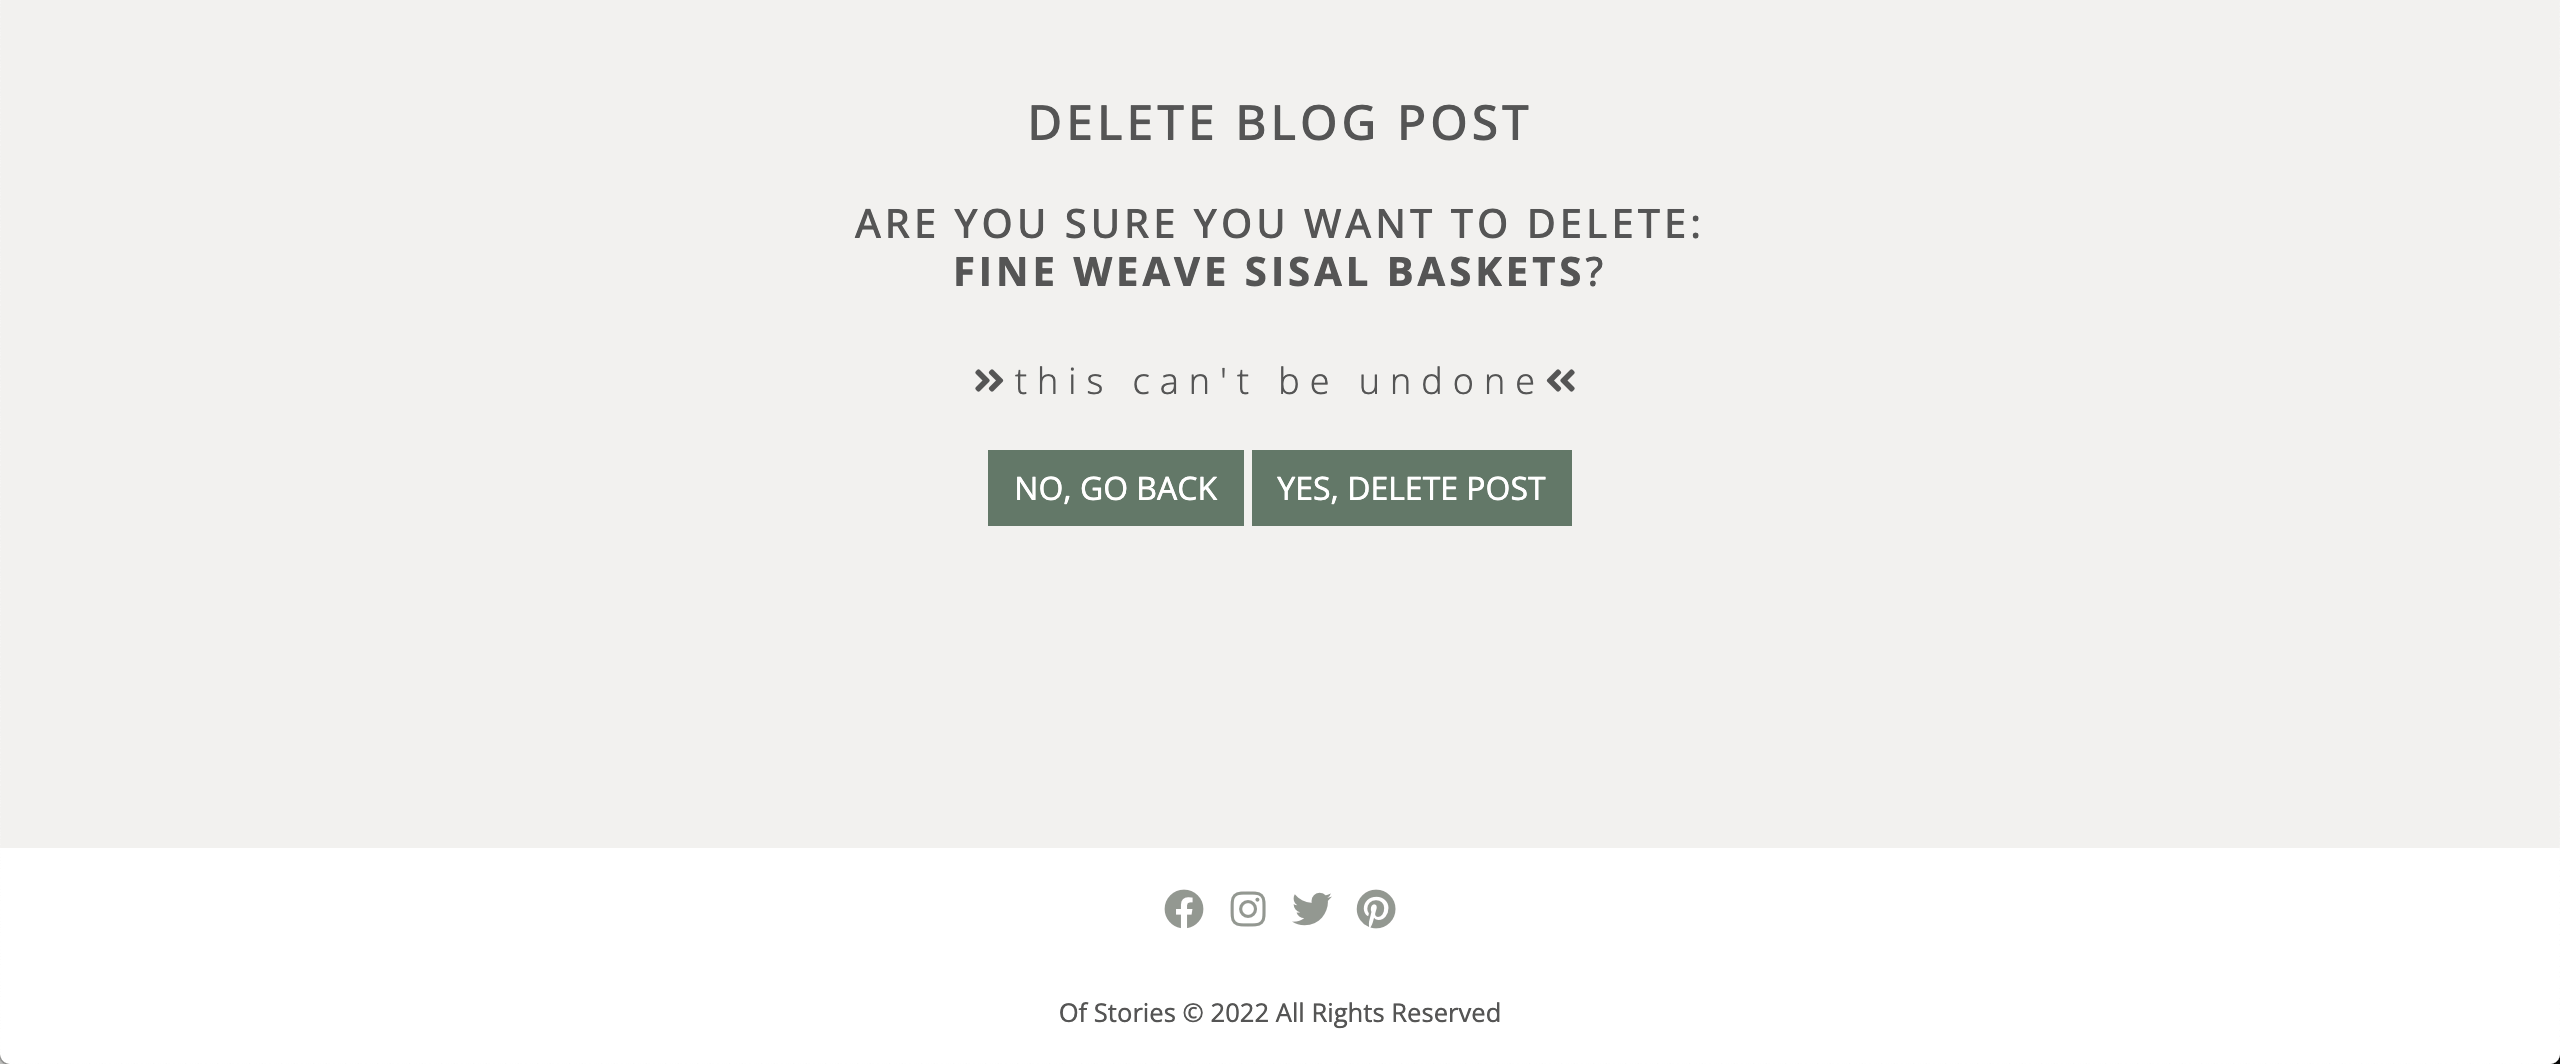 DELETE BLOG POST
ARE YOU SURE YOU WANT TO DELETE:
FINE WEAVE SISAL BASKETS?
»this can't be undone«
NO, GO BACK YES, DELETE POST
Of Stories © 2022 All Rights Reserved